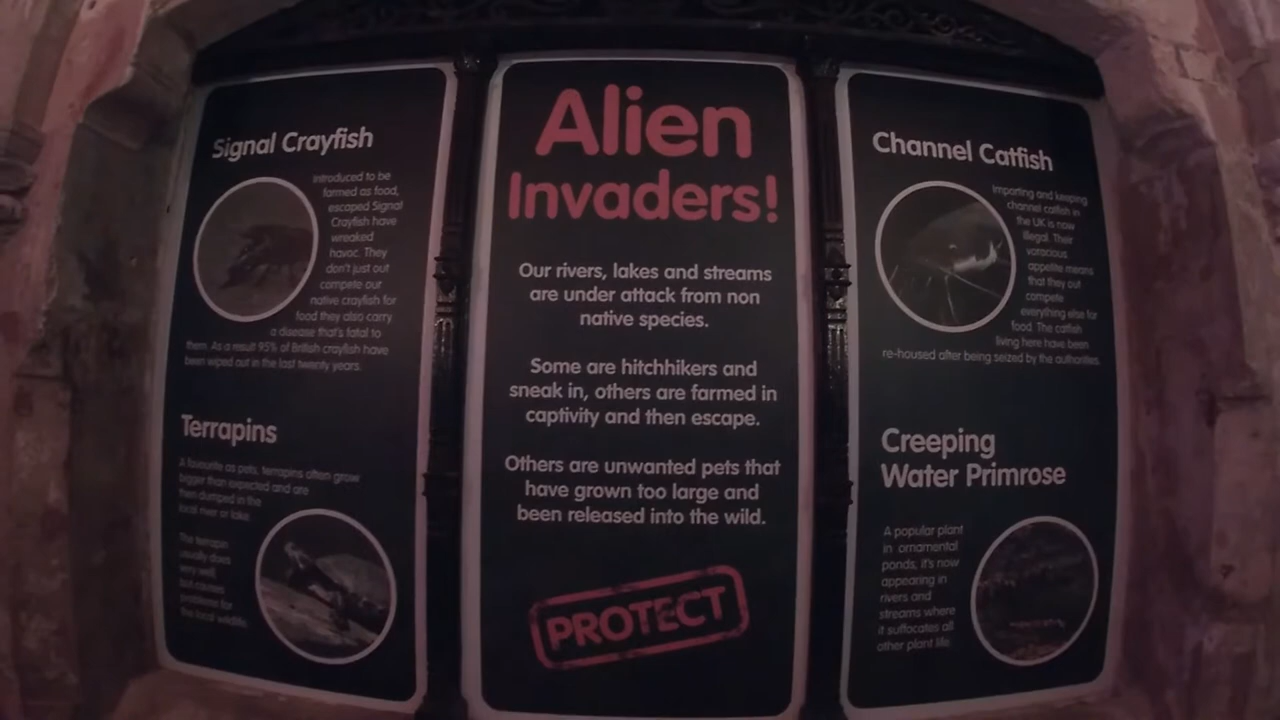 Signal Crayfish
Introduced to be
farmed as food,
escaped Signal
Crayfish have
wreaked
havoc. They
don't just out
compete our
native crayfish for
food they also carry
a disease that's fatal to
them. As a result 95% of British crayfish have
been wiped out in the last twenty years.
Terrapins
A favourite as pets, terrapins often grow
bigger than expected and are
then dumped in the
local river or lake.
The terrapin
usually does
very well,
but causes
problems for
the local wildlife.
Alien
Invaders!
Our rivers, lakes and streams
are under attack from non
native species.
Some are hitchhikers and
sneak in, others are farmed in
captivity and then escape.
Others are unwanted pets that
have grown too large and
been released into the wild.
PROTECT
Channel Catfish
Importing and keeping
channel catfish in
the UK is now
illegal. Their
voracious
appetite means
that they out
compete
everything else for
food. The catfish
living here have been
re-housed after being seized by the authorities.
Creeping
Water Primrose
A popular plant
in ornamental
ponds, it's now
appearing in
rivers and
streams where
it suffocates all
other plant life.